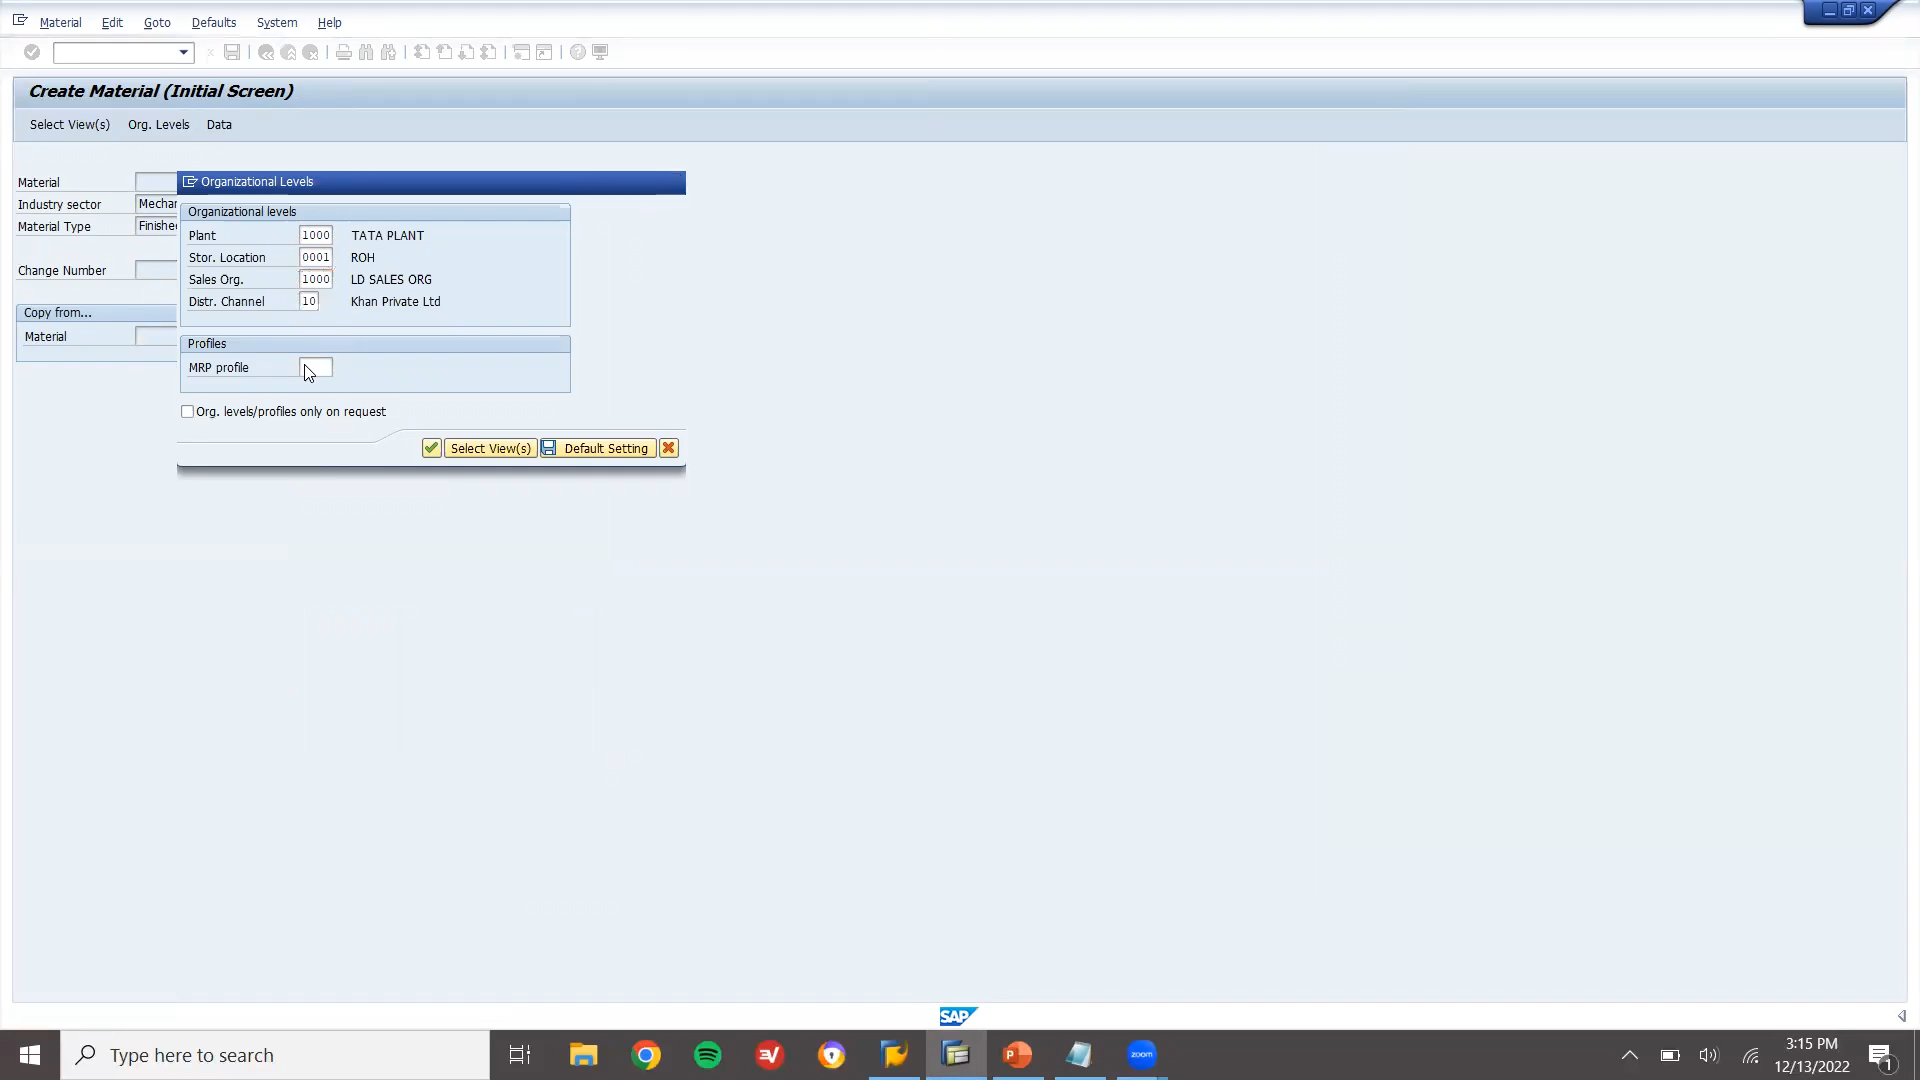 Material Edit Goto Defaults System Help
Create Material (Initial Screen)
Select View(s) Org. Levels Data
Material
Industry sector Mechar
Material Type Finishe
Change Number
Copy from...
Material
Organizational Levels
Organizational levels
Plant 1000 TATA PLANT
Stor. Location 0001 ROH
Sales Org. 1000 LD SALES ORG
Distr. Channel 10 Khan Private Ltd
Profiles
MRP profile
Org. levels/profiles only on request
Select View(s) Default Setting
SAP
Type here to search
zoom
3:15 PM
12/13/2022
1